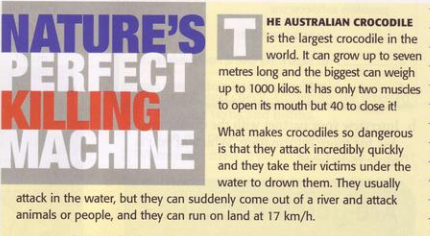 NATURE'S
PERFECT
KILLING
MACHINE
THE AUSTRALIAN CROCODILE
is the largest crocodile in the
world. It can grow up to seven
metres long and the biggest can weigh
up to 1000 kilos. It has only two muscles
to open its mouth but 40 to close it!
What makes crocodiles so dangerous
is that they attack incredibly quickly
and they take their victims under the
water to drown them. They usually
attack in the water, but they can suddenly come out of a river and attack
animals or people, and they can run on land at 17 km/h.